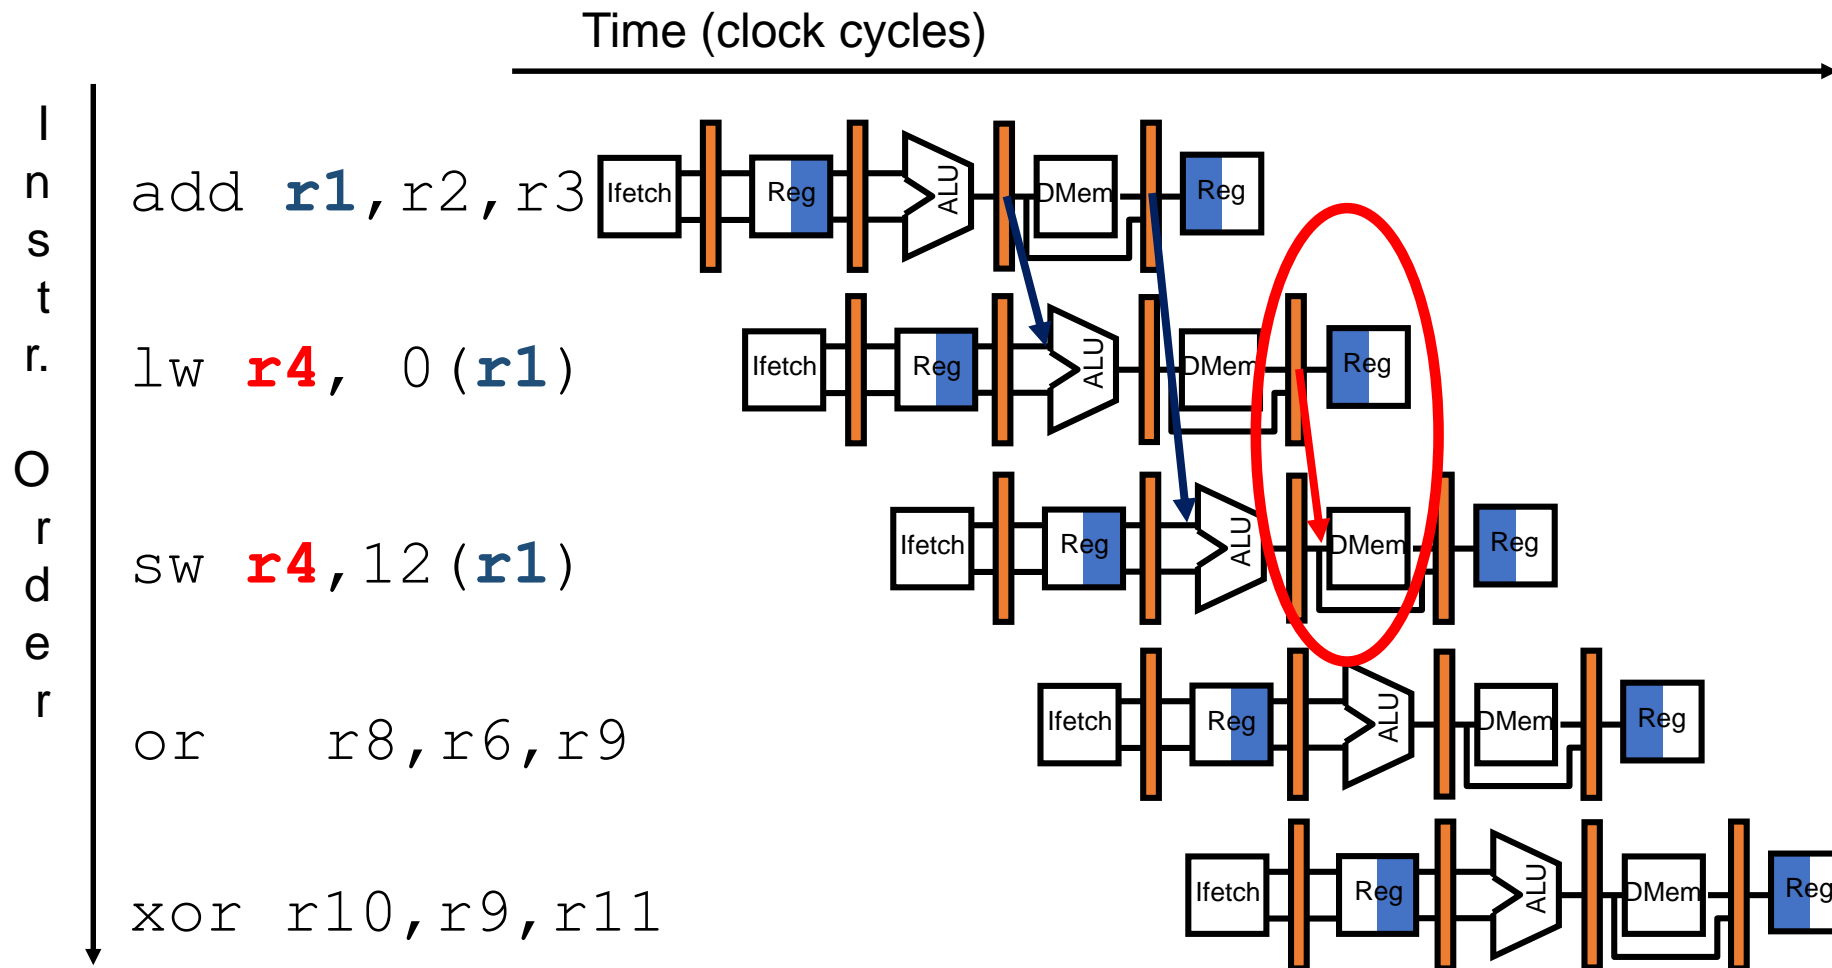 Time (clock cycles)
Instr. Order
add r1,r2,r3
Ifetch Reg ALU DMem Reg
lw r4, 0(r1)
Ifetch Reg ALU DMem Reg
sw r4,12(r1)
Ifetch Reg ALU DMem Reg
or r8,r6,r9
Ifetch Reg ALU DMem Reg
xor r10,r9,r11
Ifetch Reg ALU DMem Reg